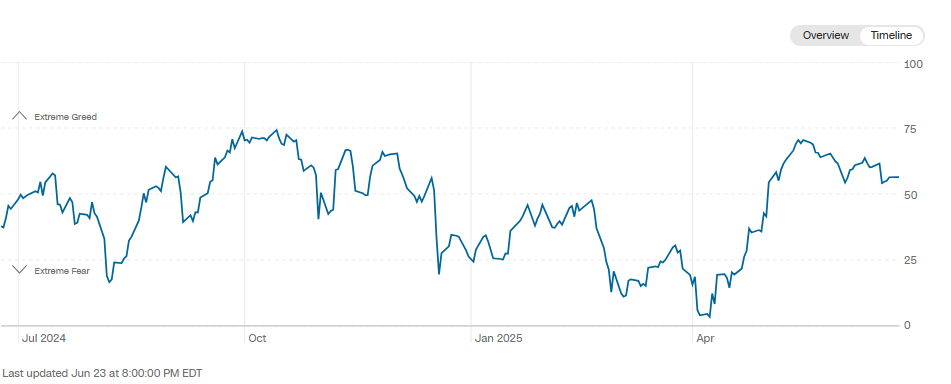 Overview Timeline
100
Extreme Greed
75
50
Extreme Fear
25
0
Jul 2024 Oct Jan 2025 Apr
Last updated Jun 23 at 8:00:00 PM EDT